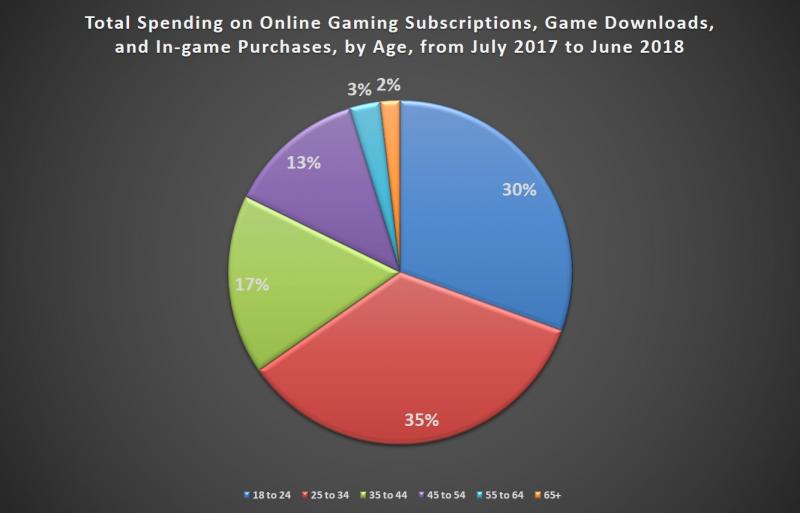 Total Spending on Online Gaming Subscriptions, Game Downloads,
and In-game Purchases, by Age, from July 2017 to June 2018
3% 2%
13%
30%
17%
35%
18 to 24 25 to 34 35 to 44 45 to 54 55 to 64 65+